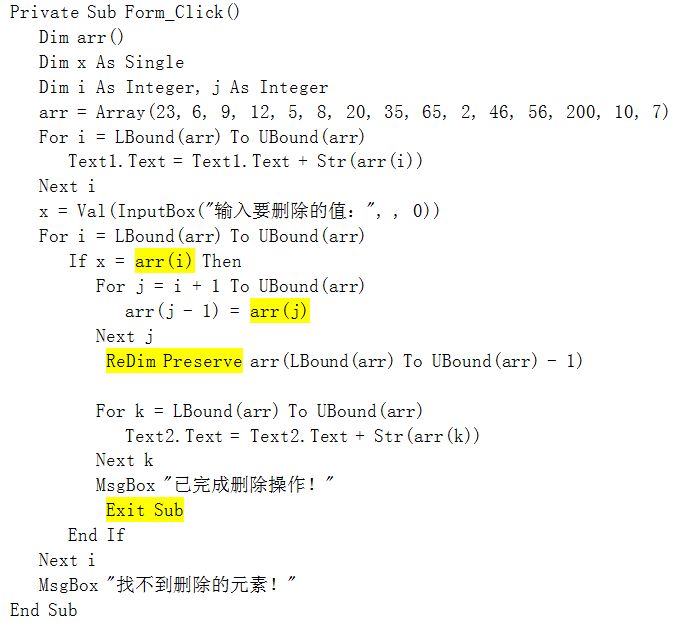 Private Sub Form_Click()
Dim arr()
Dim x As Single
Dim i As Integer, j As Integer
arr = Array(23, 6, 9, 12, 5, 8, 20, 35, 65, 2, 46, 56, 200, 10, 7)
For i = LBound(arr) To UBound(arr)
Text1.Text = Text1.Text + Str(arr(i))
Next i
x = Val(InputBox("输入要删除的值：", , 0))
For i = LBound(arr) To UBound(arr)
If x = arr(i) Then
For j = i + 1 To UBound(arr)
arr(j - 1) = arr(j)
Next j
ReDim Preserve arr(LBound(arr) To UBound(arr) - 1)
For k = LBound(arr) To UBound(arr)
Text2.Text = Text2.Text + Str(arr(k))
Next k
MsgBox "已完成删除操作！"
Exit Sub
End If
Next i
MsgBox "找不到删除的元素！"
End Sub